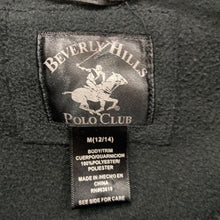 BEVERLY HILLS
POLO CLUB
M(12/14)
BODY/TRIM
CUERPO/GUARNICION
100%POLYESTER/
POLIESTER
MADE IN/HECHO EN
CHINA
SEE SIDE FOR CARE